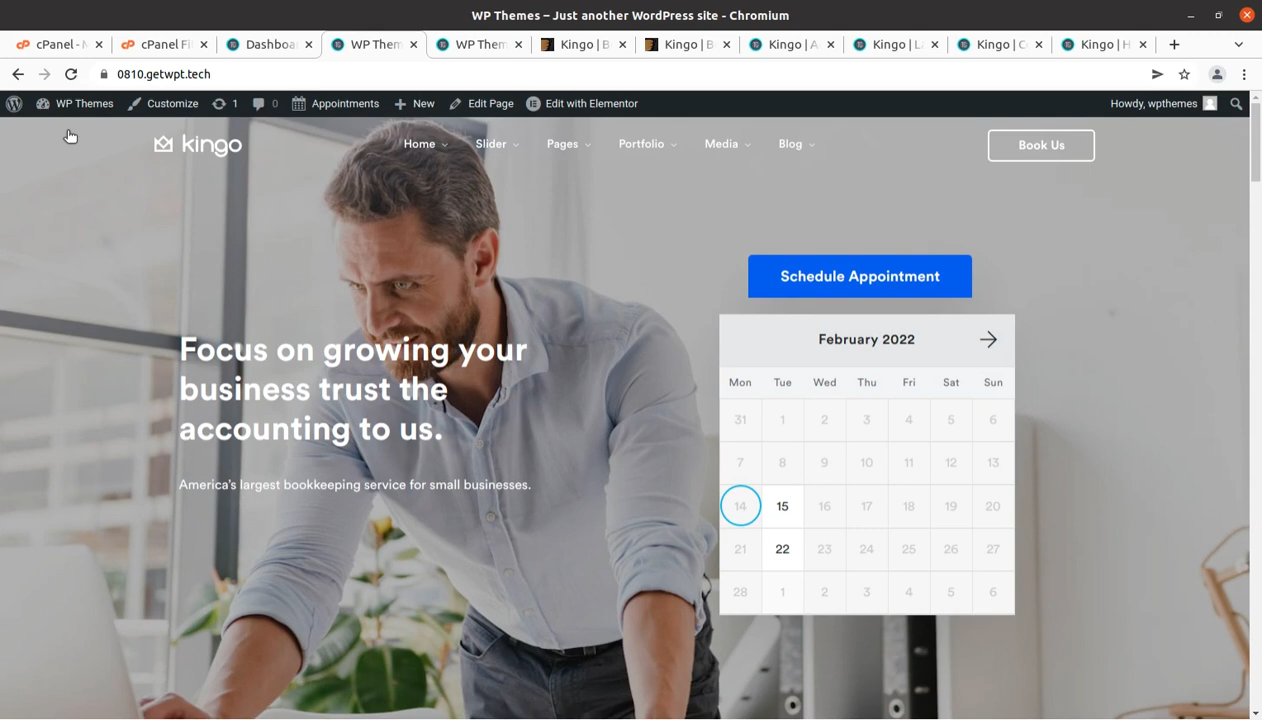 WP Themes – Just another WordPress site - Chromium
cPanel - N
cPanel Fi
Dashboa
WP Them
WP Them
Kingo | B
Kingo | B
Kingo | A
Kingo | L
Kingo | C
Kingo | H
0810.getwpt.tech
WP Themes
Customize
1
0
Appointments
New
Edit Page
Edit with Elementor
Howdy, wpthemes
kingo
Home
Slider
Pages
Portfolio
Media
Blog
Book Us
Schedule Appointment
February 2022
Mon Tue Wed Thu Fri Sat Sun
31 1 2 3 4 5 6
7 8 9 10 11 12 13
14 15 16 17 18 19 20
21 22 23 24 25 26 27
28 1 2 3 4 5 6
Focus on growing your
business trust the
accounting to us.
America's largest bookkeeping service for small businesses.